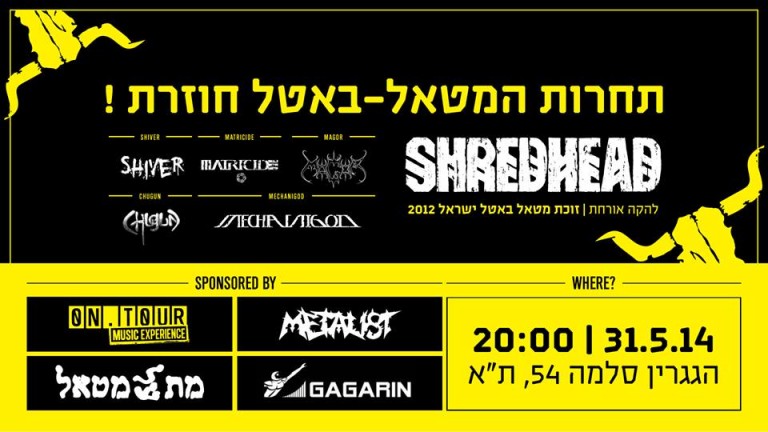 תחרות המטאל-באטל חוזרת !
SHIVER
MATRICIDE
MAGOR
SHIVER
MATRICIDE
CHUGUN
MECHANIGOD
CHUGUN
MECHANIGOD
SHREDHEAD
להקה אורחת | זוכת מטאל באטל ישראל 2012
SPONSORED BY
ON.TOUR
MUSIC EXPERIENCE
METALIST
מת מטאל
GAGARIN
WHERE?
20:00 | 31.5.14
הגגרין סלמה 54, ת"א